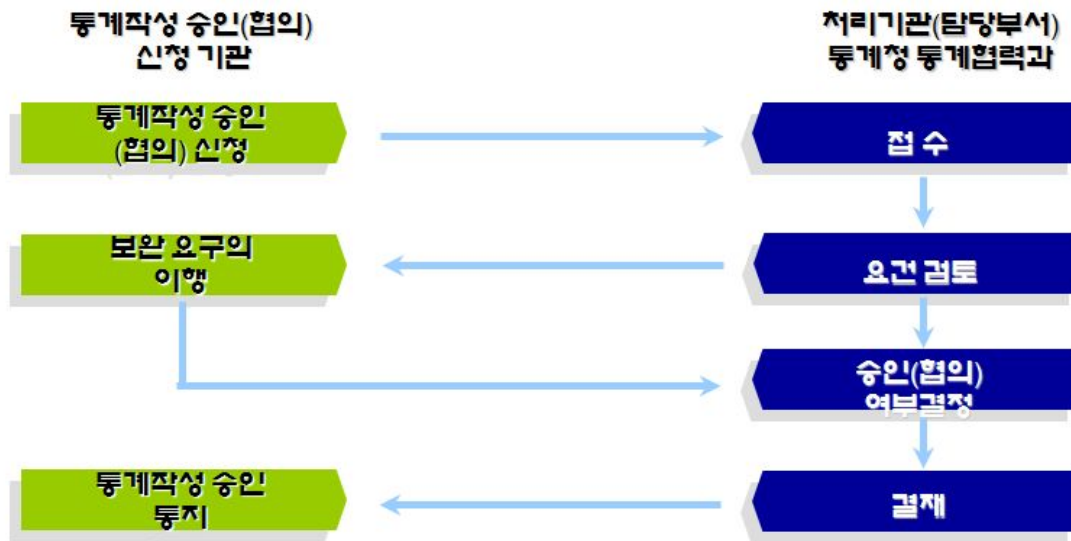 통계작성 승인(협의)
신청 기관
처리기관(담당부서)
통계청 통계협력과
통계작성 승인
(협의) 신청
접 수
보완 요구의
이행
요건 검토
승인(협의)
여부결정
통계작성 승인
통지
결재